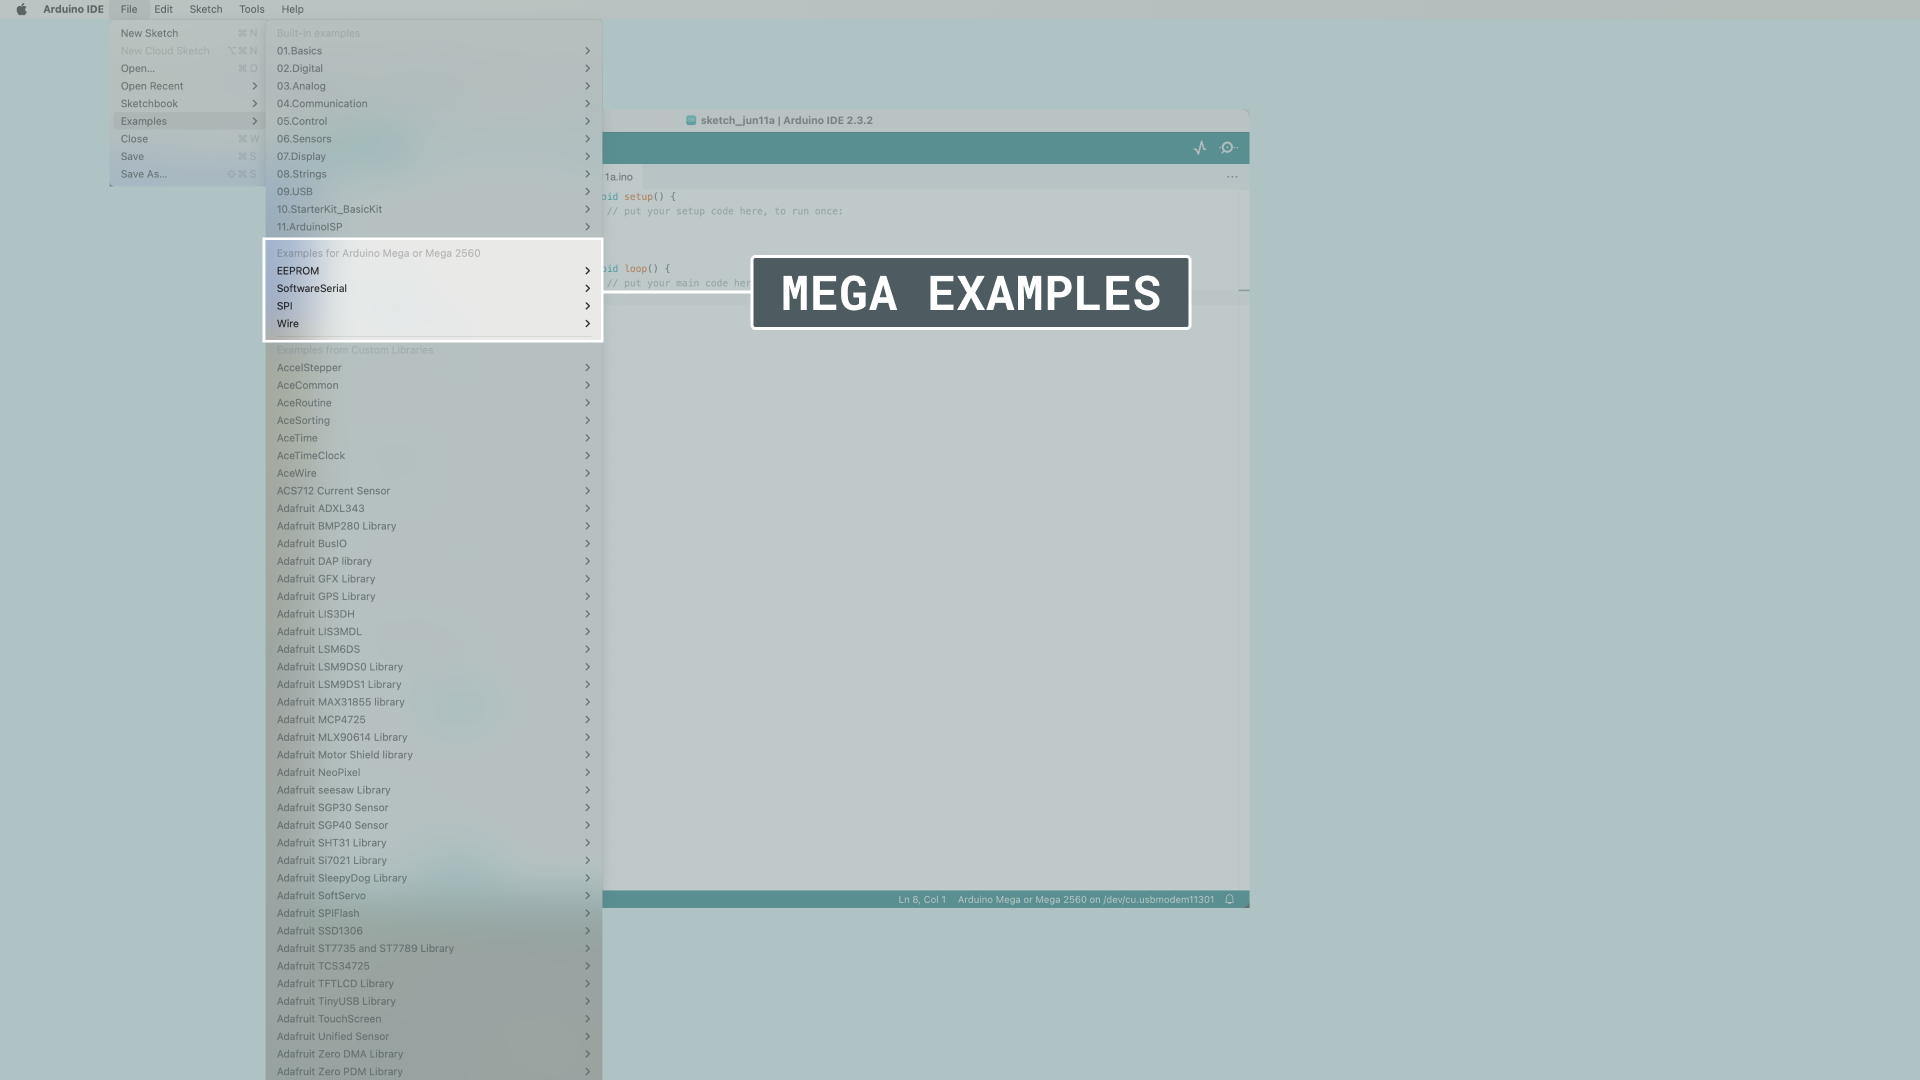 Arduino IDE File Edit Sketch Tools Help
New Sketch ⌘ N
New Cloud Sketch ⌥⌘ N
Open... ⌘ O
Open Recent
Sketchbook
Examples
Close ⌘ W
Save ⌘ S
Save As... ⇧⌘ S
Built-in examples
01.Basics
02.Digital
03.Analog
04.Communication
05.Control
06.Sensors
07.Display
08.Strings
09.USB
10.StarterKit_BasicKit
11.ArduinoISP
Examples for Arduino Mega or Mega 2560
EEPROM
SoftwareSerial
SPI
Wire
Examples from Custom Libraries
AccelStepper
AceCommon
AceRoutine
AceSorting
AceTime
AceTimeClock
AceWire
ACS712 Current Sensor
Adafruit ADXL343
Adafruit BMP280 Library
Adafruit BusIO
Adafruit DAP library
Adafruit GFX Library
Adafruit GPS Library
Adafruit LIS3DH
Adafruit LIS3MDL
Adafruit LSM6DS
Adafruit LSM9DS0 Library
Adafruit LSM9DS1 Library
Adafruit MAX31855 library
Adafruit MCP4725
Adafruit MLX90614 Library
Adafruit Motor Shield library
Adafruit NeoPixel
Adafruit seesaw Library
Adafruit SGP30 Sensor
Adafruit SGP40 Sensor
Adafruit SHT31 Library
Adafruit Si7021 Library
Adafruit SleepyDog Library
Adafruit SoftServo
Adafruit SPIFlash
Adafruit SSD1306
Adafruit ST7735 and ST7789 Library
Adafruit TCS34725
Adafruit TFTLCD Library
Adafruit TinyUSB Library
Adafruit TouchScreen
Adafruit Unified Sensor
Adafruit Zero DMA Library
Adafruit Zero PDM Library
sketch_jun11a | Arduino IDE 2.3.2
1a.ino
oid setup() {
// put your setup code here, to run once:
oid loop() {
// put your main code her
MEGA EXAMPLES
Ln 8, Col 1 Arduino Mega or Mega 2560 on /dev/cu.usbmodem11301